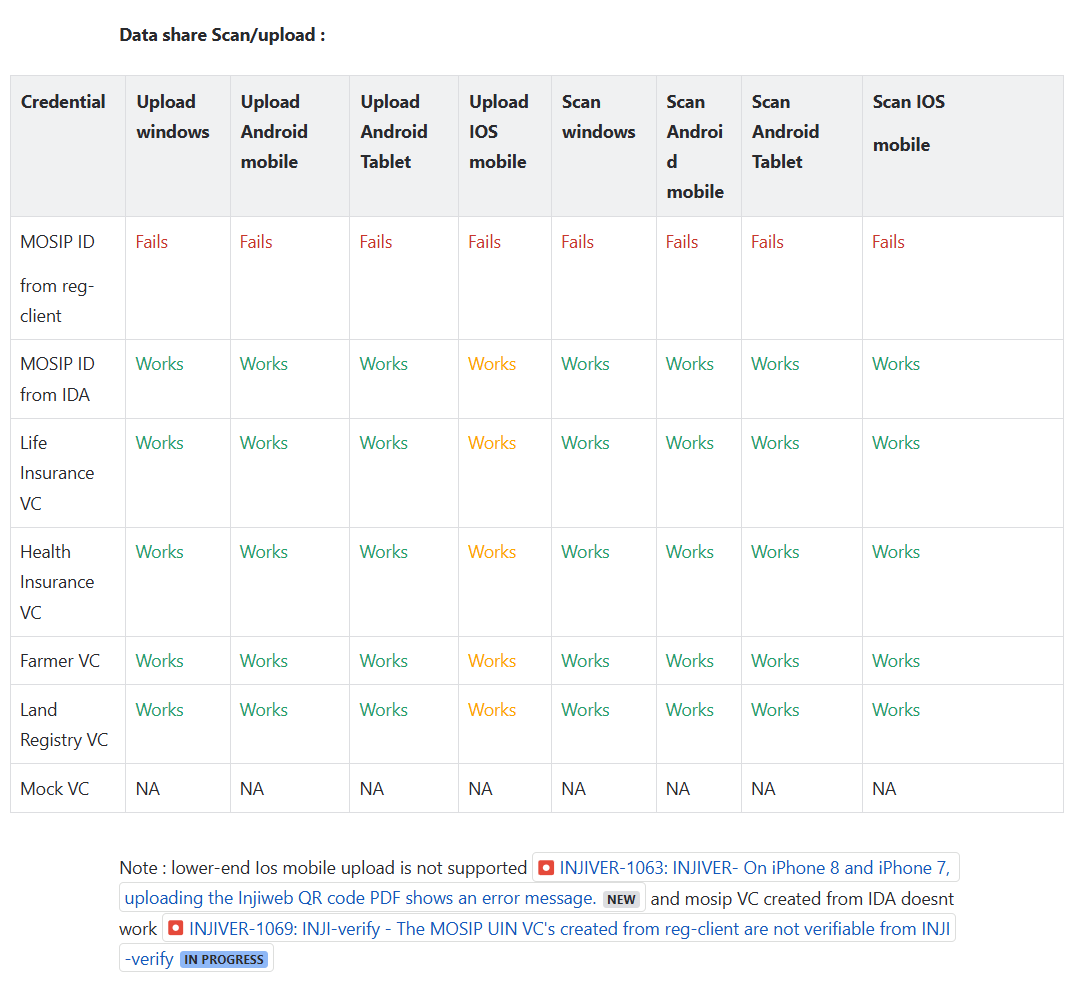 Data share Scan/upload :
Credential | Upload windows | Upload Android mobile | Upload Android Tablet | Upload IOS mobile | Scan windows | Scan Android mobile | Scan Android Tablet | Scan IOS mobile
MOSIP ID from reg-client | Fails | Fails | Fails | Fails | Fails | Fails | Fails | Fails
MOSIP ID from IDA | Works | Works | Works | Works | Works | Works | Works | Works
Life Insurance VC | Works | Works | Works | Works | Works | Works | Works | Works
Health Insurance VC | Works | Works | Works | Works | Works | Works | Works | Works
Farmer VC | Works | Works | Works | Works | Works | Works | Works | Works
Land Registry VC | Works | Works | Works | Works | Works | Works | Works | Works
Mock VC | NA | NA | NA | NA | NA | NA | NA | NA
Note : lower-end Ios mobile upload is not supported INJIVER-1063: INJIVER- On iPhone 8 and iPhone 7,
uploading the Injiweb QR code PDF shows an error message. NEW and mosip VC created from IDA doesnt
work INJIVER-1069: INJI-verify - The MOSIP UIN VC's created from reg-client are not verifiable from INJI
-verify IN PROGRESS